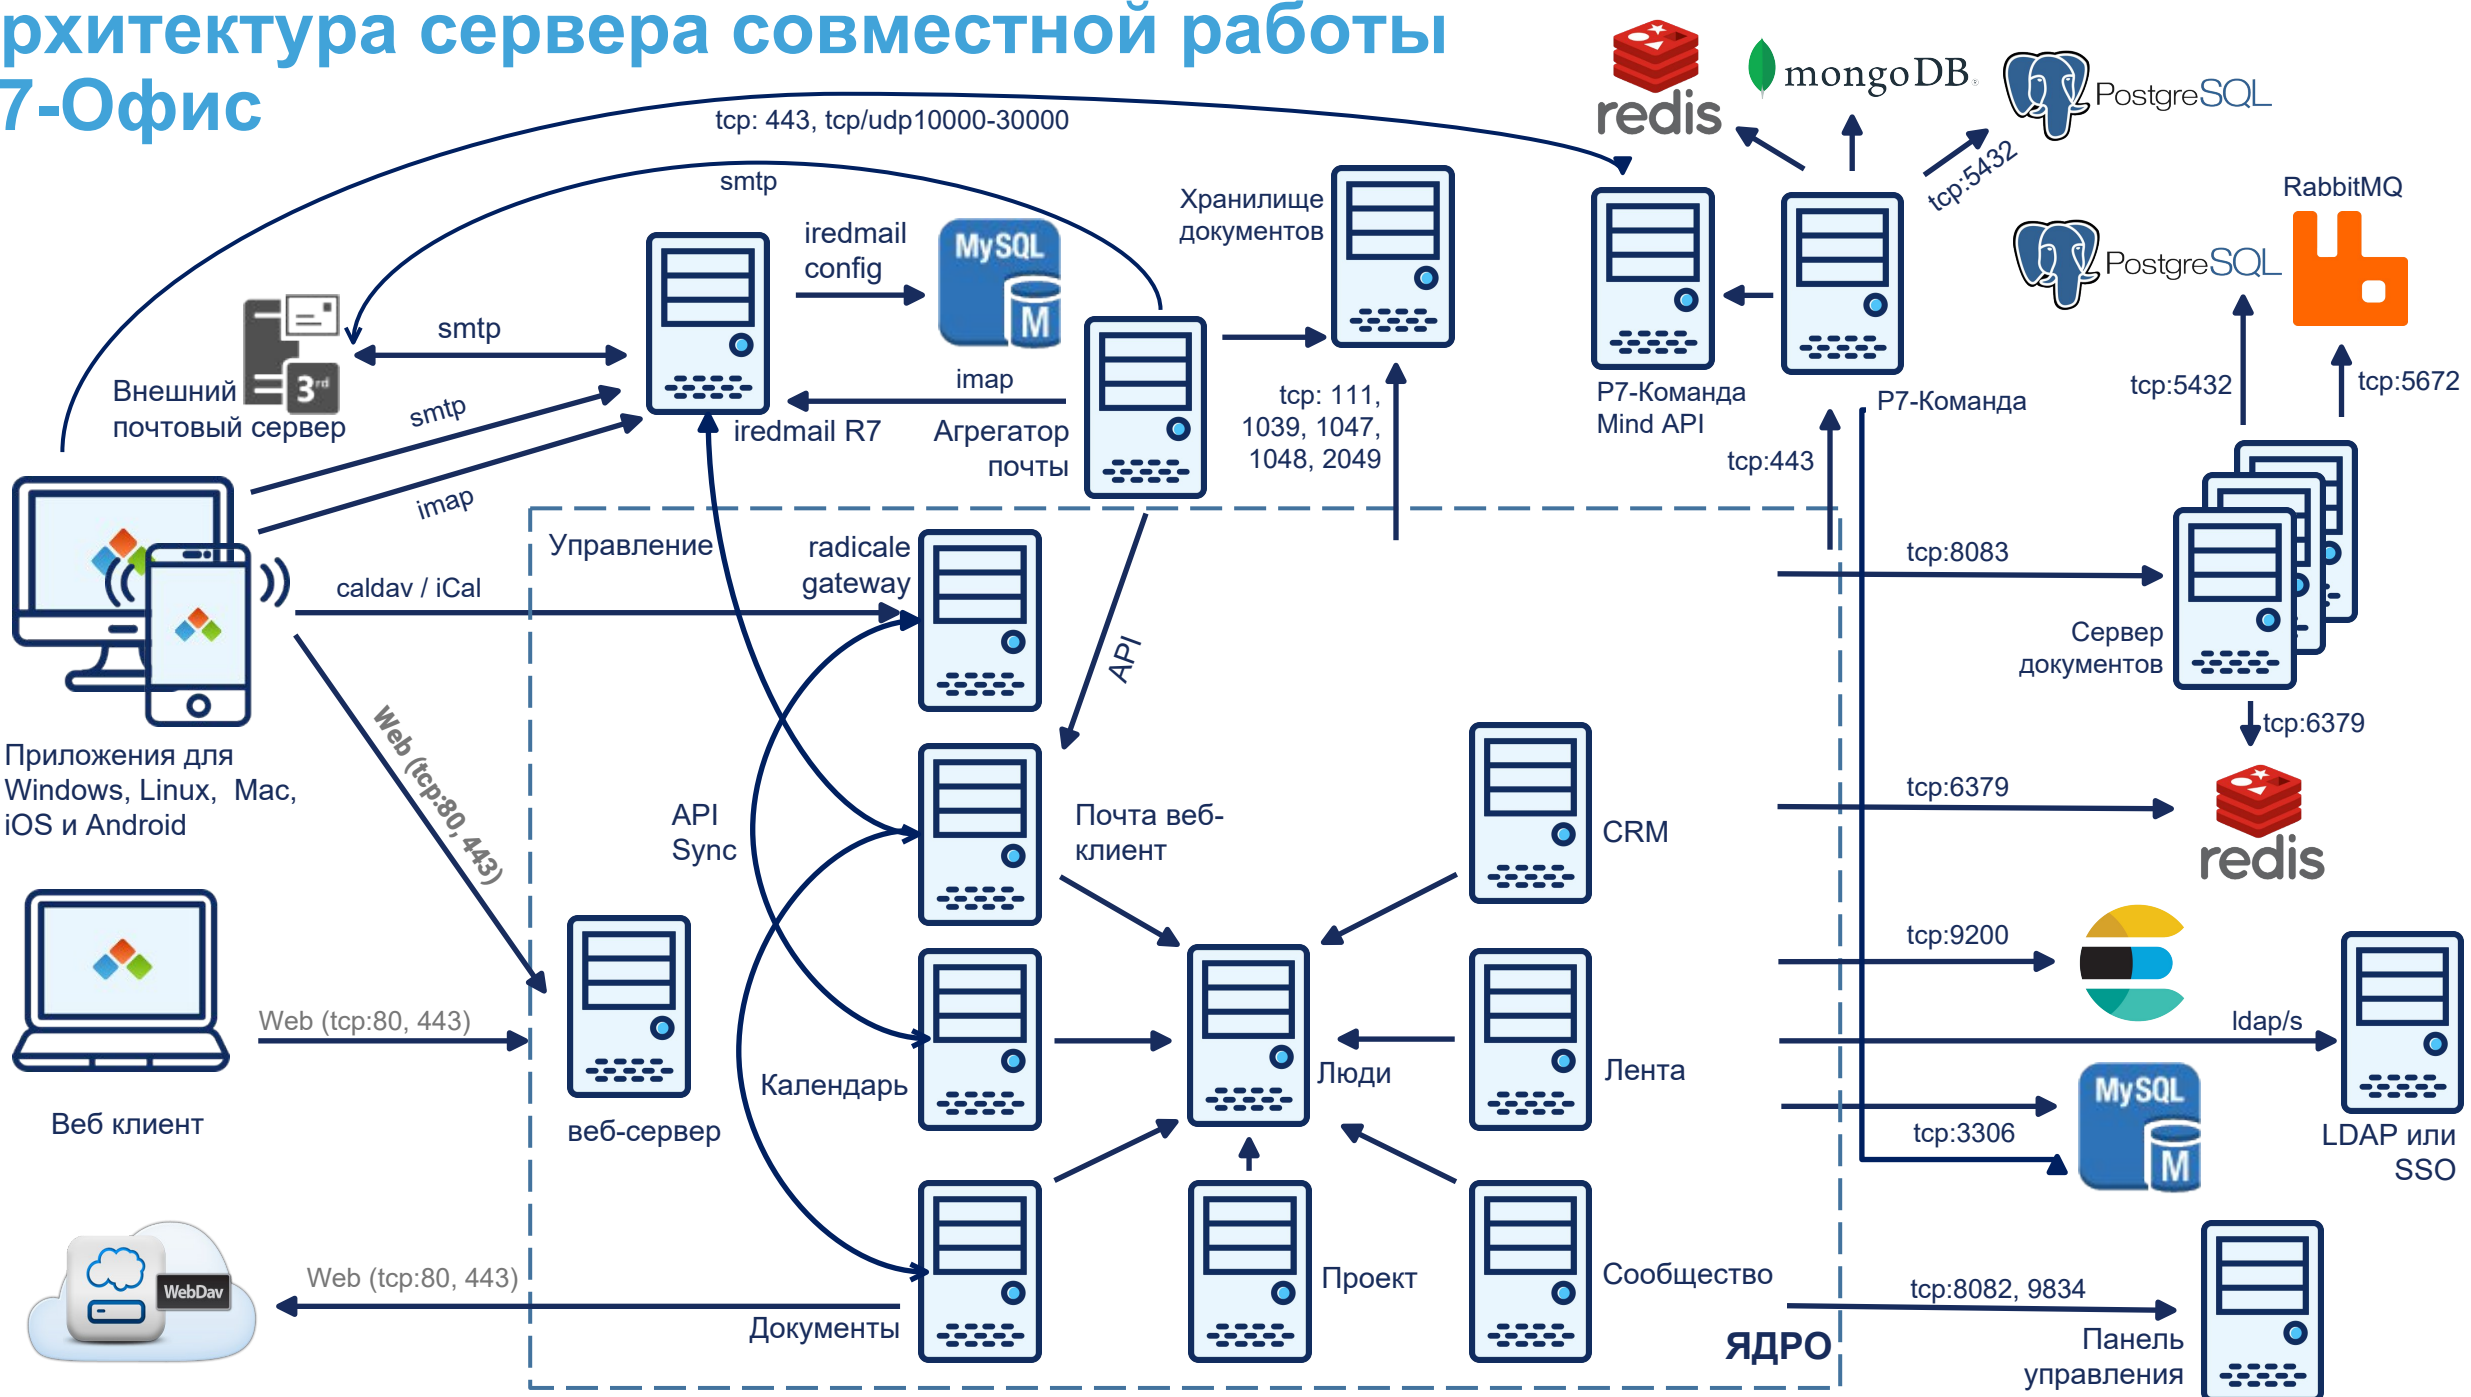 рхитектура сервера совместной работы
7-Офис
tcp: 443, tcp/udp10000-30000
smtp
redis
mongoDB
PostgreSQL
tcp:5432
Хранилище
документов
iredmail
config
MySQL
M
RabbitMQ
PostgreSQL
smtp
3rd
Внешний
почтовый сервер
smtp
imap
imap
iredmail R7
Агрегатор
почты
tcp: 111,
1039, 1047,
1048, 2049
Р7-Команда
Mind API
Р7-Команда
tcp:443
tcp:5432
tcp:5672
Управление
radicale
gateway
caldav / iCal
API
tcp:8083
Сервер
документов
tcp:6379
Приложения для
Windows, Linux, Mac,
iOS и Android
Web (tcp:80, 443)
API
Sync
Почта веб-
клиент
CRM
tcp:6379
redis
tcp:9200
Web (tcp:80, 443)
ldap/s
Веб клиент
веб-сервер
Календарь
Люди
Лента
MySQL
M
tcp:3306
LDAP или
SSO
WebDav
Web (tcp:80, 443)
Документы
Проект
Сообщество
ЯДРО
tcp:8082, 9834
Панель
управления